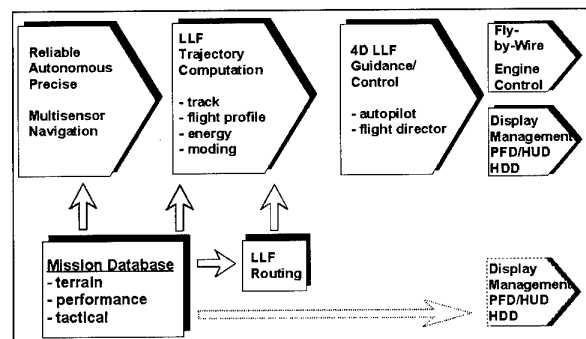 Reliable
Autonomous
Precise
Multisensor
Navigation
LLF
Trajectory
Computation
- track
- flight profile
- energy
- moding
4D LLF
Guidance/
Control
- autopilot
- flight director
Fly-
by-Wire
Engine
Control
Display
Management
PFD/HUD
HDD
Mission Database
- terrain
- performance
- tactical
LLF
Routing
Display
Management
PFD/HUD
HDD